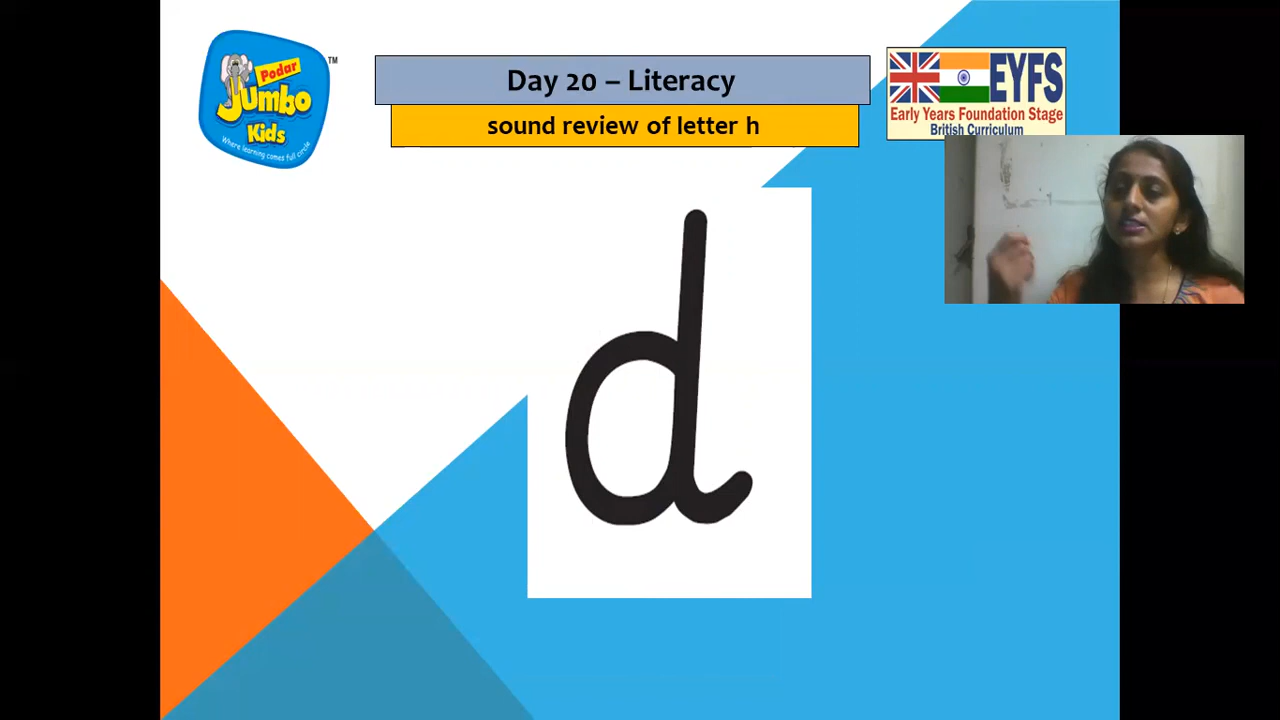 Podar
Jumbo
Kids
Where learning comes full circle
TM
Day 20 – Literacy
sound review of letter h
EYFS
Early Years Foundation Stage
British Curriculum
d